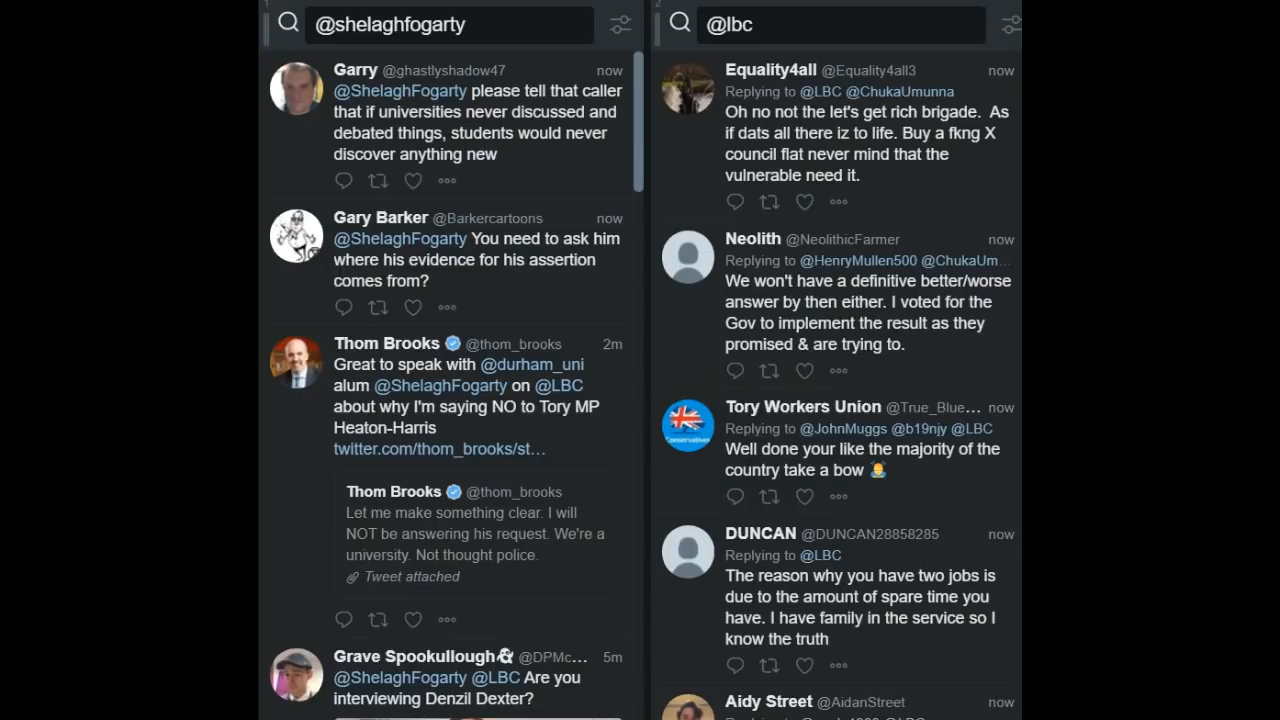 1
@shelaghfogarty
Garry @ghastlyshadow47 now
@ShelaghFogarty please tell that caller
that if universities never discussed and
debated things, students would never
discover anything new
Gary Barker @Barkercartoons now
@ShelaghFogarty You need to ask him
where his evidence for his assertion
comes from?
Thom Brooks @thom_brooks 2m
Great to speak with @durham_uni
alum @ShelaghFogarty on @LBC
about why I'm saying NO to Tory MP
Heaton-Harris
twitter.com/thom_brooks/st…
Thom Brooks @thom_brooks
Let me make something clear. I will
NOT be answering his request. We're a
university. Not thought police.
Tweet attached
Grave Spookullough @DPMc… 5m
@ShelaghFogarty @LBC Are you
interviewing Denzil Dexter?
2
@lbc
Equality4all @Equality4all3 now
Replying to @LBC @ChukaUmunna
Oh no not the let's get rich brigade. As
if dats all there iz to life. Buy a fkng X
council flat never mind that the
vulnerable need it.
Neolith @NeolithicFarmer now
Replying to @HenryMullen500 @ChukaUm…
We won't have a definitive better/worse
answer by then either. I voted for the
Gov to implement the result as they
promised & are trying to.
Tory Workers Union @True_Blue… now
Conservatives
Replying to @JohnMuggs @b19njy @LBC
Well done your like the majority of the
country take a bow
DUNCAN @DUNCAN28858285 now
Replying to @LBC
The reason why you have two jobs is
due to the amount of spare time you
have. I have family in the service so I
know the truth
Aidy Street @AidanStreet now